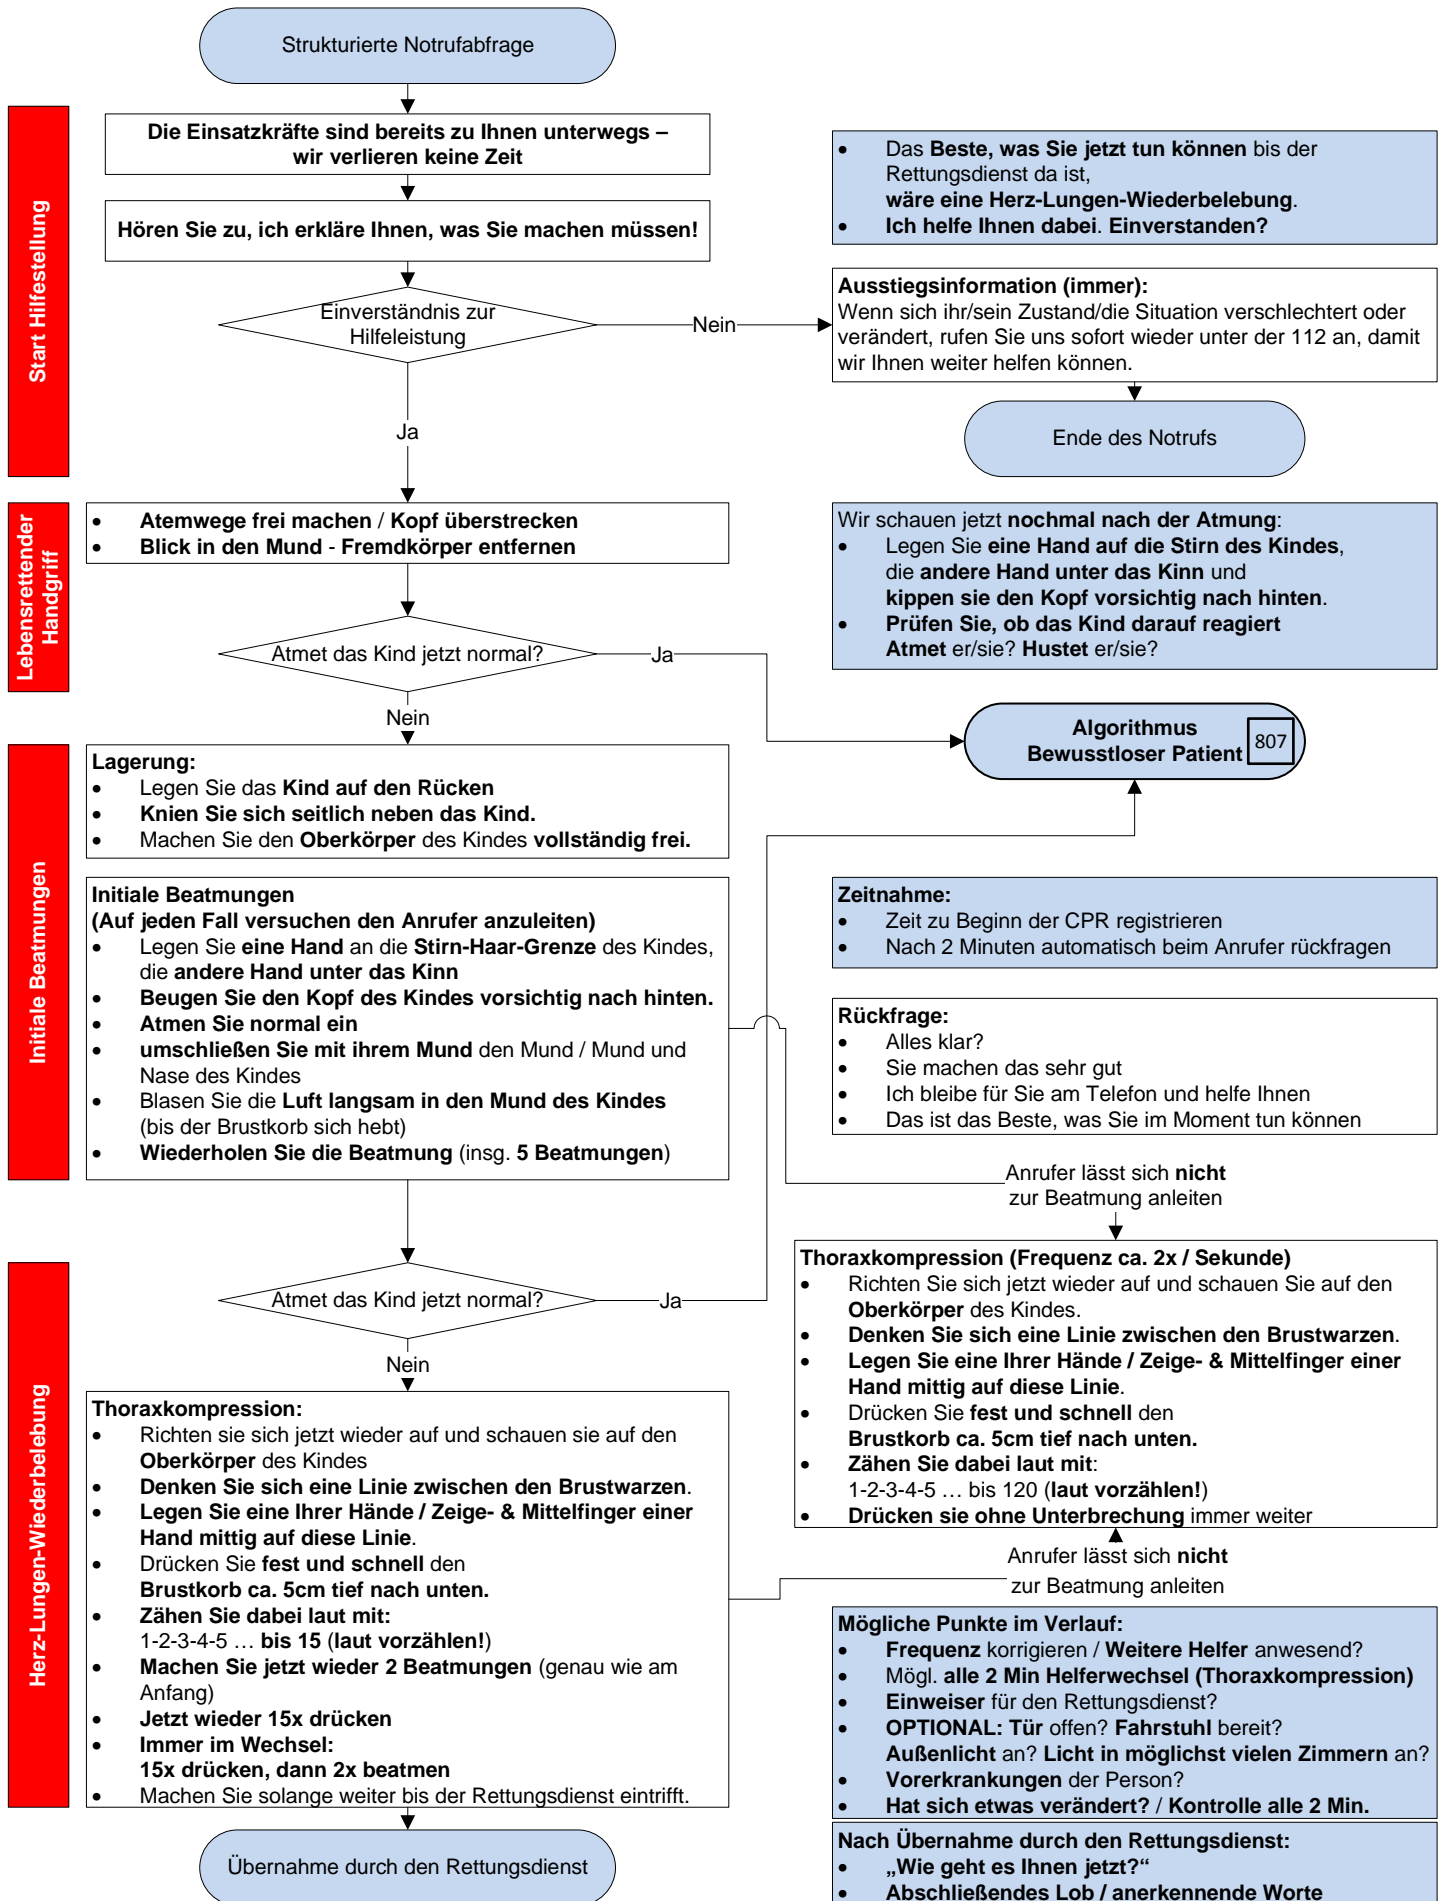 Strukturierte Notrufabfrage
Start Hilfestellung
Die Einsatzkräfte sind bereits zu Ihnen unterwegs –
wir verlieren keine Zeit
Hören Sie zu, ich erkläre Ihnen, was Sie machen müssen!
• Das Beste, was Sie jetzt tun können bis der
Rettungsdienst da ist,
wäre eine Herz-Lungen-Wiederbelebung.
• Ich helfe Ihnen dabei. Einverstanden?
Einverständnis zur
Hilfeleistung
Nein
Ausstiegsinformation (immer):
Wenn sich ihr/sein Zustand/die Situation verschlechtert oder
verändert, rufen Sie uns sofort wieder unter der 112 an, damit
wir Ihnen weiter helfen können.
Ja
Ende des Notrufs
Lebensrettender
Handgriff
• Atemwege frei machen / Kopf überstrecken
• Blick in den Mund - Fremdkörper entfernen
Wir schauen jetzt nochmal nach der Atmung:
• Legen Sie eine Hand auf die Stirn des Kindes,
die andere Hand unter das Kinn und
kippen sie den Kopf vorsichtig nach hinten.
• Prüfen Sie, ob das Kind darauf reagiert
Atmet er/sie? Hustet er/sie?
Atmet das Kind jetzt normal?
Ja
Nein
Algorithmus
Bewusstloser Patient
807
Initiale Beatmungen
Lagerung:
• Legen Sie das Kind auf den Rücken
• Knien Sie sich seitlich neben das Kind.
• Machen Sie den Oberkörper des Kindes vollständig frei.
Initiale Beatmungen
(Auf jeden Fall versuchen den Anrufer anzuleiten)
• Legen Sie eine Hand an die Stirn-Haar-Grenze des Kindes,
die andere Hand unter das Kinn
• Beugen Sie den Kopf des Kindes vorsichtig nach hinten.
• Atmen Sie normal ein
• umschließen Sie mit ihrem Mund den Mund / Mund und
Nase des Kindes
• Blasen Sie die Luft langsam in den Mund des Kindes
(bis der Brustkorb sich hebt)
• Wiederholen Sie die Beatmung (insg. 5 Beatmungen)
Zeitnahme:
• Zeit zu Beginn der CPR registrieren
• Nach 2 Minuten automatisch beim Anrufer rückfragen
Rückfrage:
• Alles klar?
• Sie machen das sehr gut
• Ich bleibe für Sie am Telefon und helfe Ihnen
• Das ist das Beste, was Sie im Moment tun können
Anrufer lässt sich nicht
zur Beatmung anleiten
Herz-Lungen-Wiederbelebung
Atmet das Kind jetzt normal?
Ja
Nein
Thoraxkompression (Frequenz ca. 2x / Sekunde)
• Richten Sie sich jetzt wieder auf und schauen Sie auf den
Oberkörper des Kindes.
• Denken Sie sich eine Linie zwischen den Brustwarzen.
• Legen Sie eine Ihrer Hände / Zeige- & Mittelfinger einer
Hand mittig auf diese Linie.
• Drücken Sie fest und schnell den
Brustkorb ca. 5cm tief nach unten.
• Zähen Sie dabei laut mit:
1-2-3-4-5 … bis 120 (laut vorzählen!)
• Drücken sie ohne Unterbrechung immer weiter
Thoraxkompression:
• Richten sie sich jetzt wieder auf und schauen sie auf den
Oberkörper des Kindes
• Denken Sie sich eine Linie zwischen den Brustwarzen.
• Legen Sie eine Ihrer Hände / Zeige- & Mittelfinger einer
Hand mittig auf diese Linie.
• Drücken Sie fest und schnell den
Brustkorb ca. 5cm tief nach unten.
• Zähen Sie dabei laut mit:
1-2-3-4-5 … bis 15 (laut vorzählen!)
• Machen Sie jetzt wieder 2 Beatmungen (genau wie am
Anfang)
• Jetzt wieder 15x drücken
• Immer im Wechsel:
15x drücken, dann 2x beatmen
• Machen Sie solange weiter bis der Rettungsdienst eintrifft.
Anrufer lässt sich nicht
zur Beatmung anleiten
Mögliche Punkte im Verlauf:
• Frequenz korrigieren / Weitere Helfer anwesend?
• Mögl. alle 2 Min Helferwechsel (Thoraxkompression)
• Einweiser für den Rettungsdienst?
• OPTIONAL: Tür offen? Fahrstuhl bereit?
Außenlicht an? Licht in möglichst vielen Zimmern an?
• Vorerkrankungen der Person?
• Hat sich etwas verändert? / Kontrolle alle 2 Min.
Übernahme durch den Rettungsdienst
Nach Übernahme durch den Rettungsdienst:
• „Wie geht es Ihnen jetzt?“
• Abschließendes Lob / anerkennende Worte